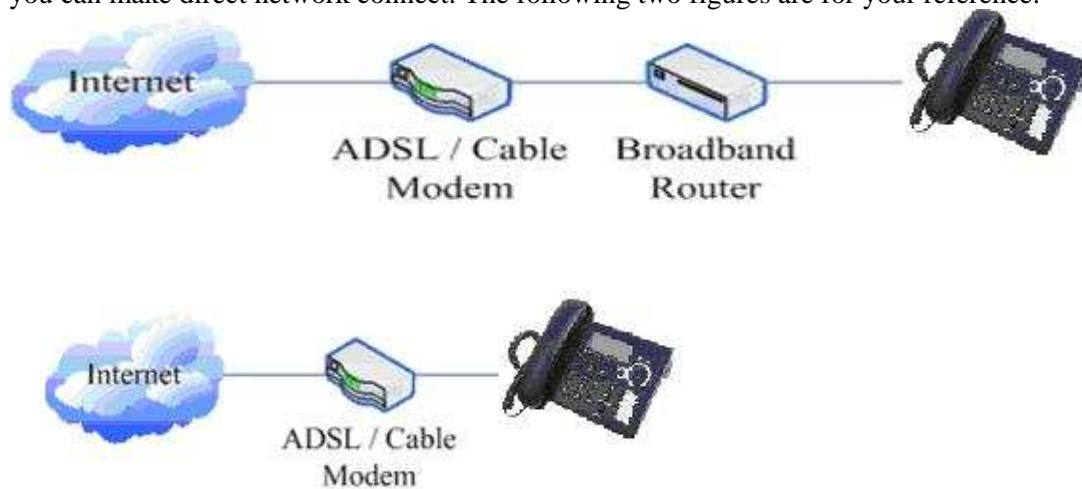 you can make direct network connect. The following two figures are for your reference.
Internet
ADSL / Cable
Modem
Broadband
Router
Internet
ADSL / Cable
Modem